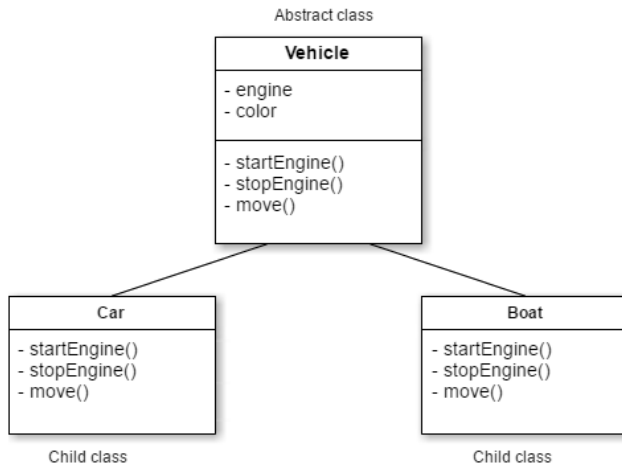 Abstract class
Vehicle
- engine
- color
- startEngine()
- stopEngine()
- move()
Car
- startEngine()
- stopEngine()
- move()
Child class
Boat
- startEngine()
- stopEngine()
- move()
Child class